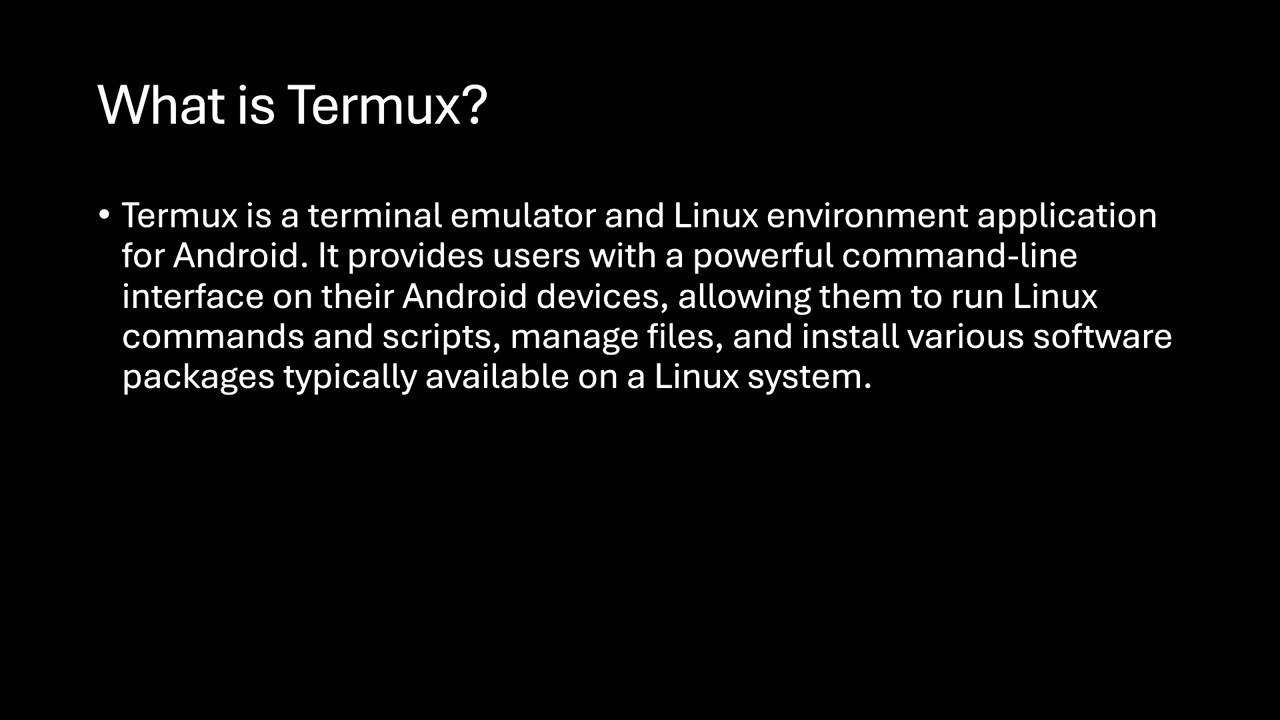 What is Termux?
• Termux is a terminal emulator and Linux environment application
for Android. It provides users with a powerful command-line
interface on their Android devices, allowing them to run Linux
commands and scripts, manage files, and install various software
packages typically available on a Linux system.